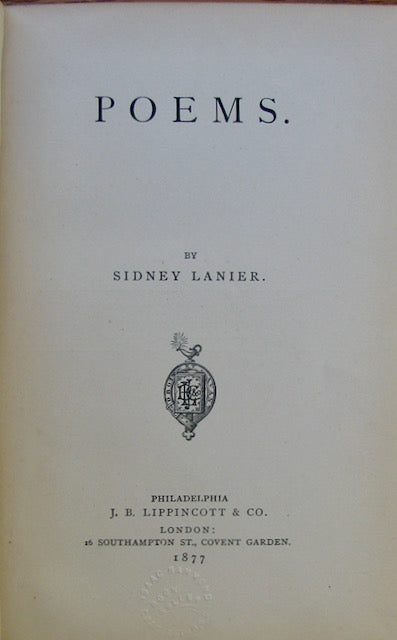 POEMS.
BY
SIDNEY LANIER.
PHILADELPHIA
J. B. LIPPINCOTT & CO.
LONDON:
16 SOUTHAMPTON ST., COVENT GARDEN.
1877